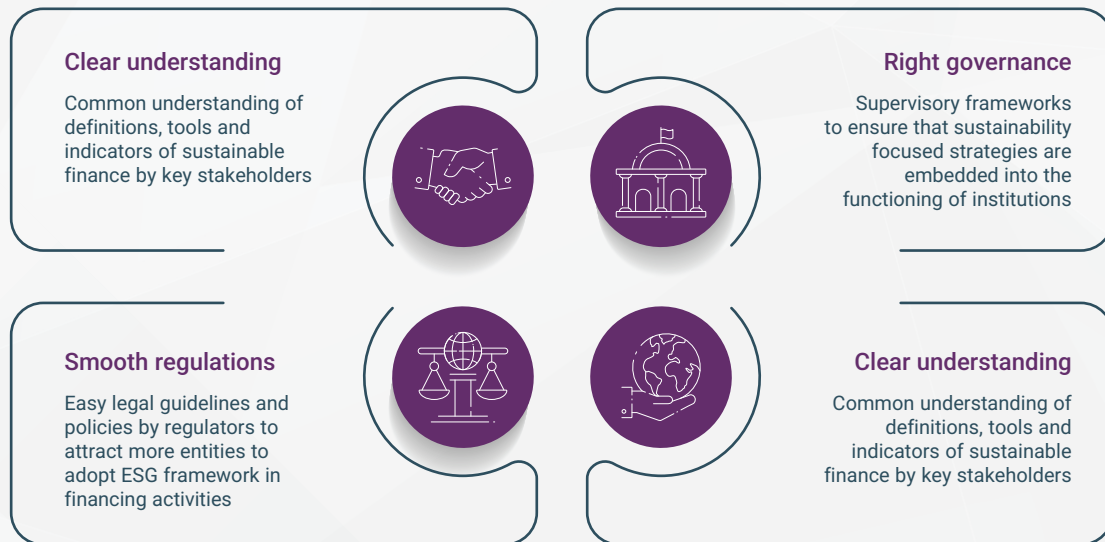 Clear understanding
Common understanding of
definitions, tools and
indicators of sustainable
finance by key stakeholders
Right governance
Supervisory frameworks
to ensure that sustainability
focused strategies are
embedded into the
functioning of institutions
Smooth regulations
Easy legal guidelines and
policies by regulators to
attract more entities to
adopt ESG framework in
financing activities
Clear understanding
Common understanding of
definitions, tools and
indicators of sustainable
finance by key stakeholders